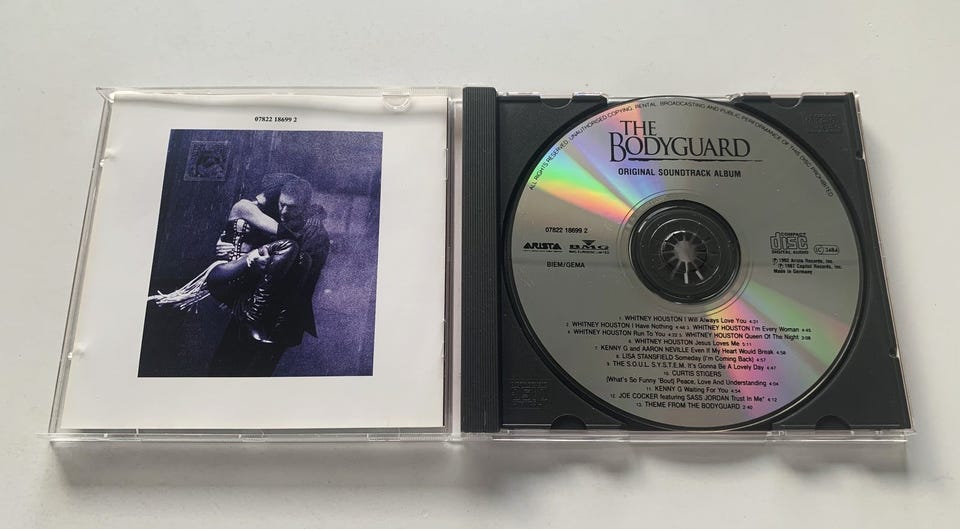 07822 18699 2
ALL RIGHTS RESERVED. UNAUTHORISED COPYING, RENTAL, BROADCASTING AND PUBLIC PERFORMANCE OF THIS DISC PROHIBITED
THE
BODYGUARD
ORIGINAL SOUNDTRACK ALBUM
07822 18699 2
ARISTA BMG
BIEM/GEMA
COMPACT
disc
DIGITAL AUDIO
LC 3484
℗ 1992 Arista Records, Inc.
℗ 1987 Capitol Records, Inc.
Made in Germany
1. WHITNEY HOUSTON I Will Always Love You 4:31
2. WHITNEY HOUSTON I Have Nothing 4:48 3. WHITNEY HOUSTON I'm Every Woman 4:45
4. WHITNEY HOUSTON Run To You 4:22 5. WHITNEY HOUSTON Queen Of The Night 3:08
6. WHITNEY HOUSTON Jesus Loves Me 5:11
7. KENNY G and AARON NEVILLE Even If My Heart Would Break 4:58
8. LISA STANSFIELD Someday (I'm Coming Back) 4:57
9. THE S.O.U.L. S.Y.S.T.E.M. It's Gonna Be A Lovely Day 4:47
10. CURTIS STIGERS
(What's So Funny 'Bout) Peace, Love And Understanding 4:04
11. KENNY G Waiting For You 4:54
12. JOE COCKER featuring SASS JORDAN Trust In Me* 4:12
13. THEME FROM THE BODYGUARD 2:40